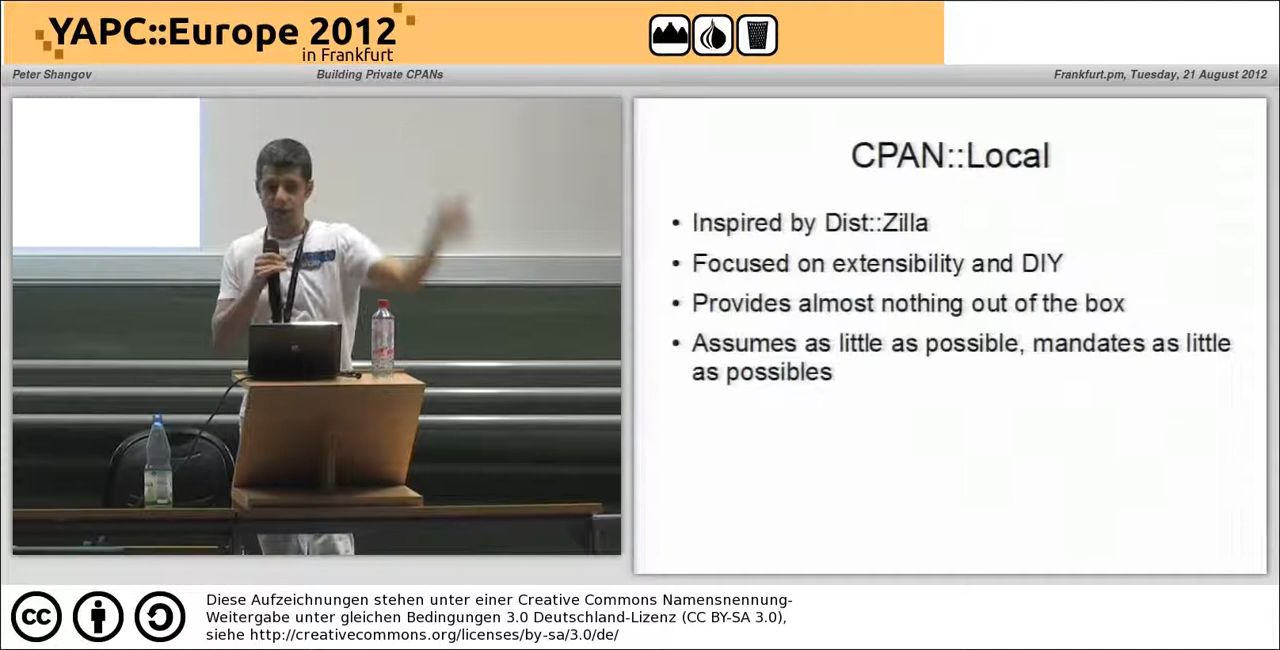 YAPC::Europe 2012
in Frankfurt
Peter Shangov
Building Private CPANs
Frankfurt.pm, Tuesday, 21 August 2012
CPAN::Local
• Inspired by Dist::Zilla
• Focused on extensibility and DIY
• Provides almost nothing out of the box
• Assumes as little as possible, mandates as little
as possibles
cc
Diese Aufzeichnungen stehen unter einer Creative Commons Namensnennung-
Weitergabe unter gleichen Bedingungen 3.0 Deutschland-Lizenz (CC BY-SA 3.0),
siehe http://creativecommons.org/licenses/by-sa/3.0/de/